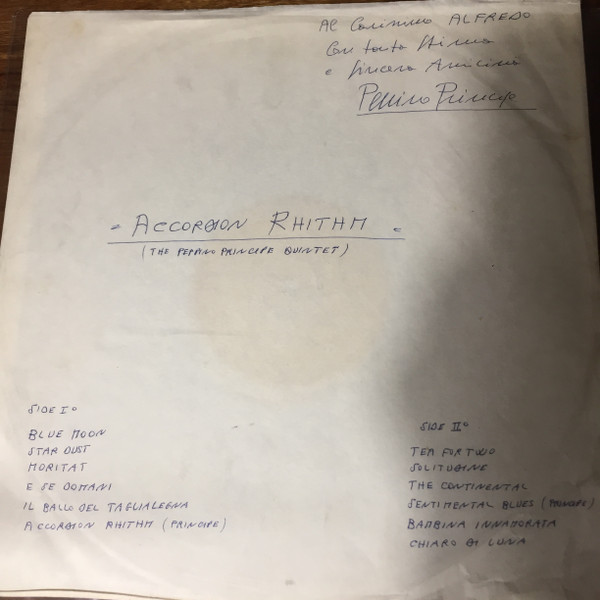 Al Carissimo ALFREDO
Con tanta Stima
e Sincera Amicizia
Peppino Principe
" ACCORDION RHITHM "
(THE PEPPINO PRINCIPE QUINTET)
SIDE I°
BLUE MOON
STAR DUST
MORITAT
E SE DOMANI
IL BALLO DEL TAGLIALEGNA
ACCORDION RHITHM (PRINCIPE)
SIDE II°
TEA FOR TWO
SOLITUDINE
THE CONTINENTAL
SENTIMENTAL BLUES (PRINCIPE)
BAMBINA INNAMORATA
CHIARO DI LUNA